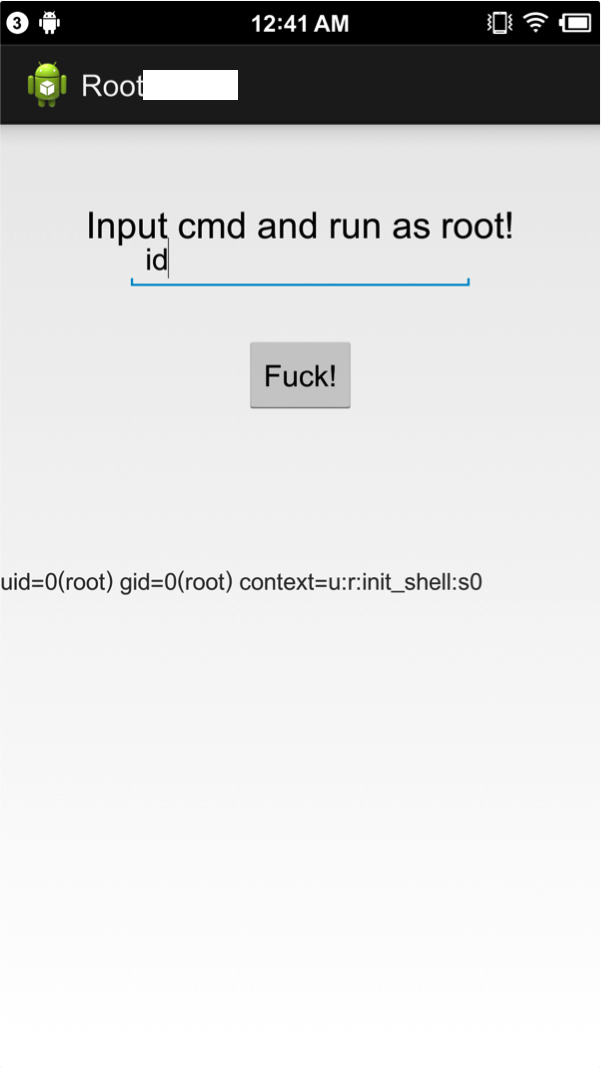 3
12:41 AM
Root
Input cmd and run as root!
id
Fuck!
uid=0(root) gid=0(root) context=u:r:init_shell:s0